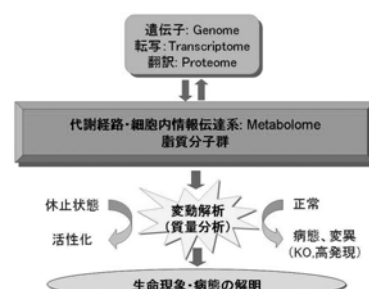 遺伝子: Genome
転写: Transcriptome
翻訳: Proteome
代謝経路・細胞内情報伝達系: Metabolome
脂質分子群
休止状態
活性化
変動解析
(質量分析)
正常
病態、変異
(KO,高発現)
生命現象・病態の解明